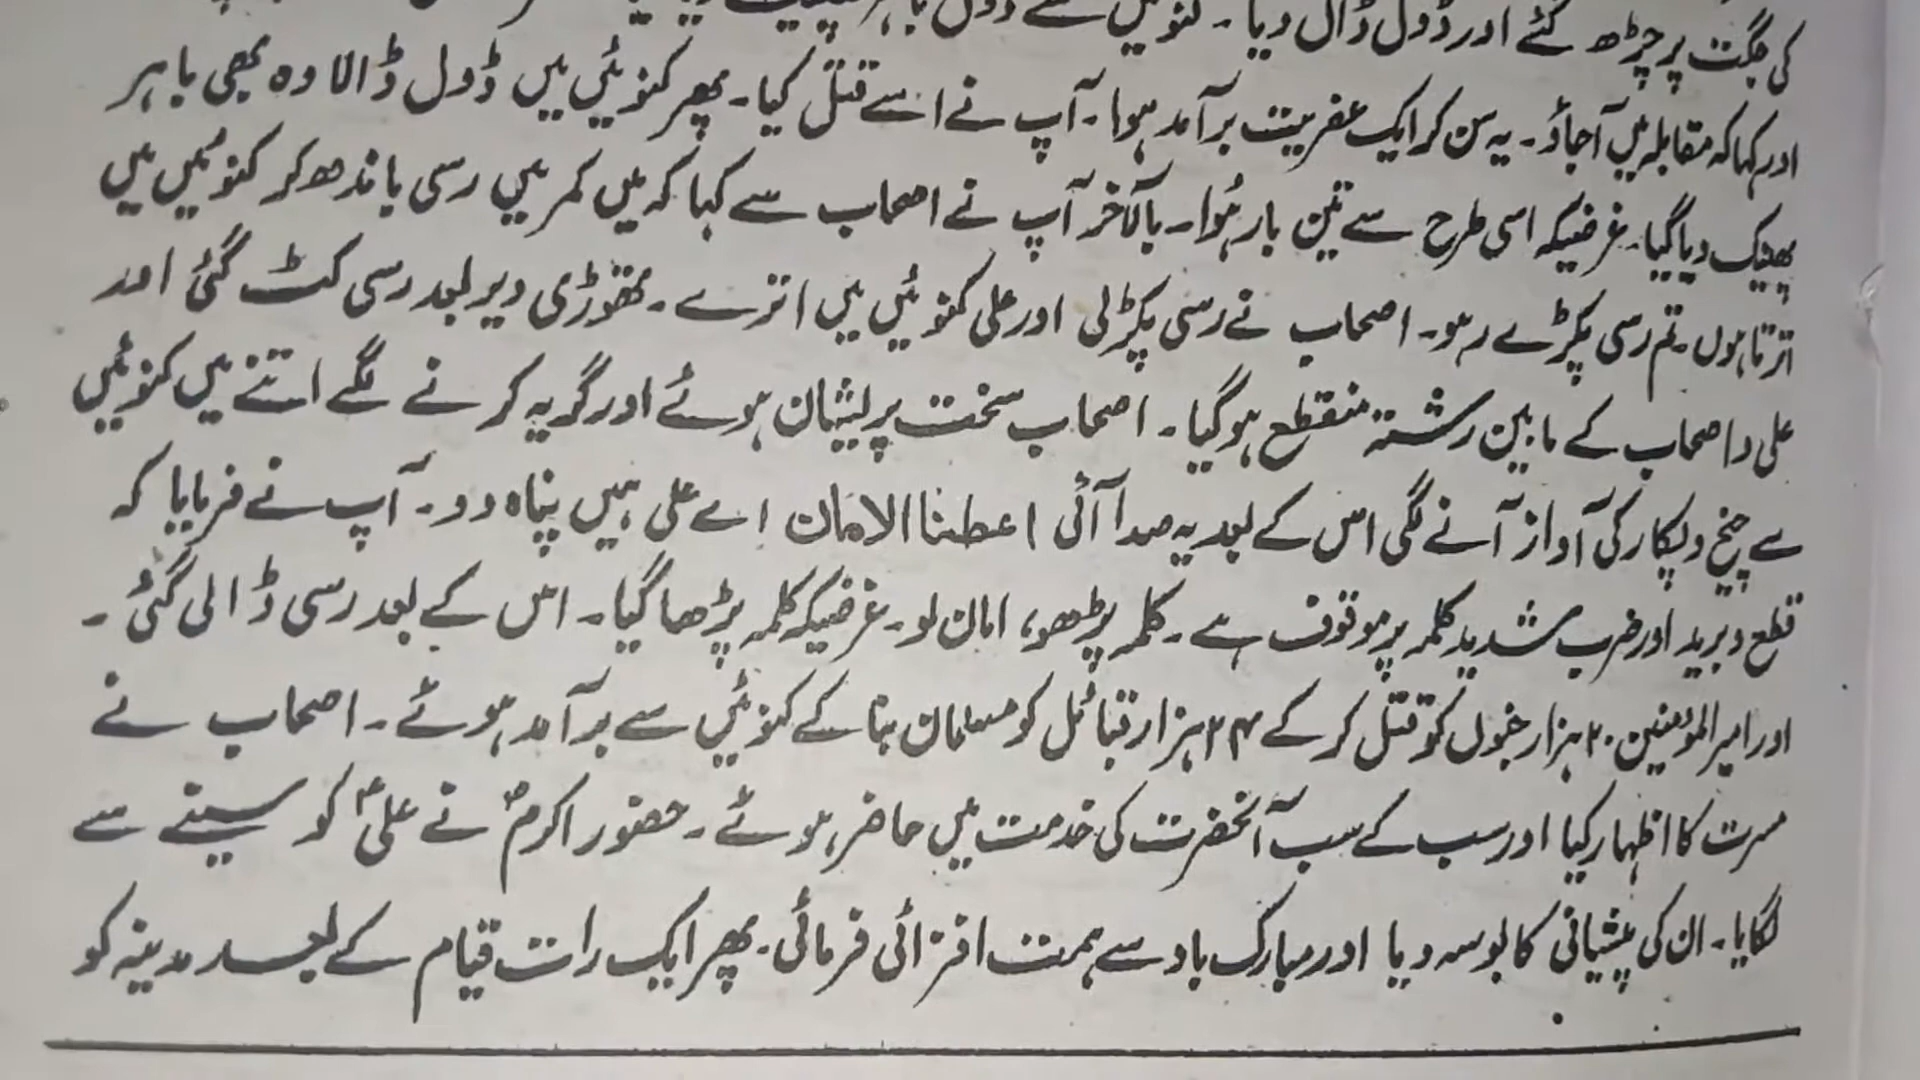 کی جگت پر چڑھ گئے اور ڈول ڈال دیا۔ کنوئیں سے ڈول باہر
اور کہا کہ مقابلہ میں آجاؤ۔ یہ سن کر ایک عفریت برآمد ہوا۔ آپ نے اسے قتل کیا۔ پھر کنوئیں میں ڈول ڈالا وہ بھی باہر
پھینک دیا گیا۔ غرضیکہ اسی طرح سے تین بار ہُوا۔ بالآخر آپ نے اصحاب سے کہا کہ میں کمر میں رسی باندھ کر کنوئیں میں
اترتا ہوں۔ تم رسی پکڑے رہو۔ اصحاب نے رسی پکڑلی اور علی کنوئیں میں اترے۔ تھوڑی دیر بعد رسی کٹ گئی اور
علی و اصحاب کے مابین رشتہ منقطع ہوگیا۔ اصحاب سخت پریشان ہوئے اور گریہ کرنے لگے اتنے میں کنوئیں
سے چیخ و پکار کی آواز آنے لگی اس کے بعد یہ صدا آئی اعطنا الامان اے علی ہمیں پناہ دو۔ آپ نے فرمایا کہ
قطع و برید اور ضرب شدید کلمہ پر موقوف ہے۔ کلمہ پڑھو، امان لو۔ غرضیکہ کلمہ پڑھا گیا۔ اس کے بعد رسی ڈالی گئی۔
اور امیرالمؤمنین ۲۰ ہزار جنوں کو قتل کر کے ۲۴ ہزار قبائل کو مسلمان بنا کے کنوئیں سے برآمد ہوئے۔ اصحاب نے
مسرت کا اظہار کیا اور سب کے سب آنحضرت کی خدمت میں حاضر ہوئے۔ حضور اکرمؐ نے علیؑ کو سینے سے
لگایا۔ ان کی پیشانی کا بوسہ دیا اور مبارک باد سے ہمت افزائی فرمائی۔ پھر ایک رات قیام کے بعد مدینہ کو